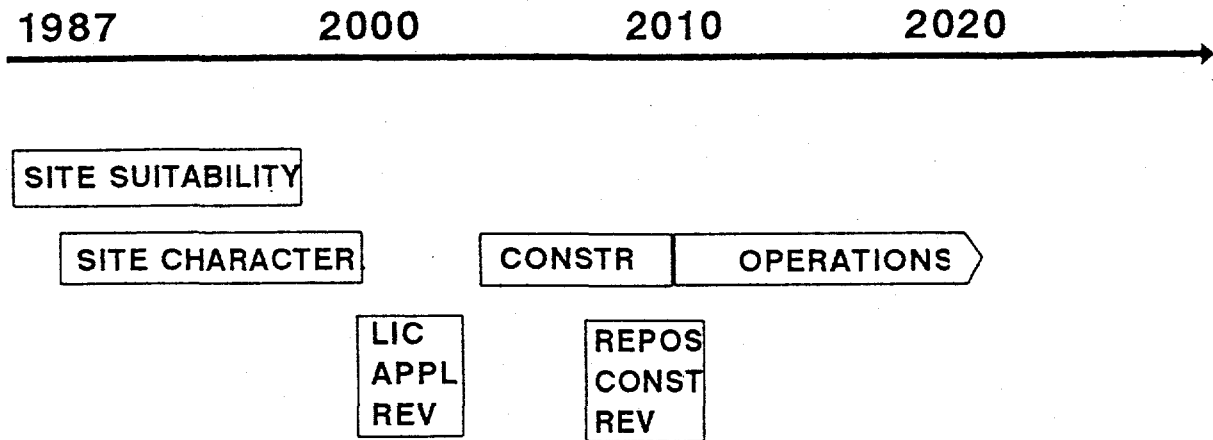 1987 2000 2010 2020
SITE SUITABILITY
SITE CHARACTER CONSTR OPERATIONS
LIC
APPL
REV
REPOS
CONST
REV